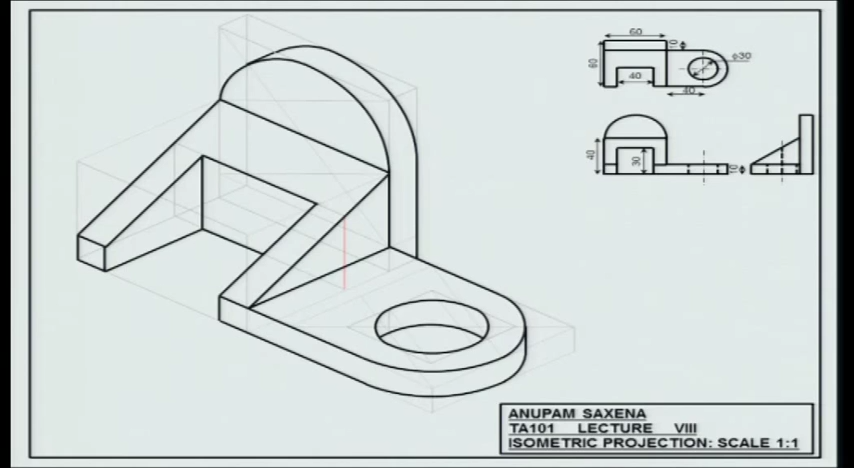 60
10
60
40
ϕ30
40
40
30
10
ANUPAM SAXENA
TA101 LECTURE VIII
ISOMETRIC PROJECTION: SCALE 1:1